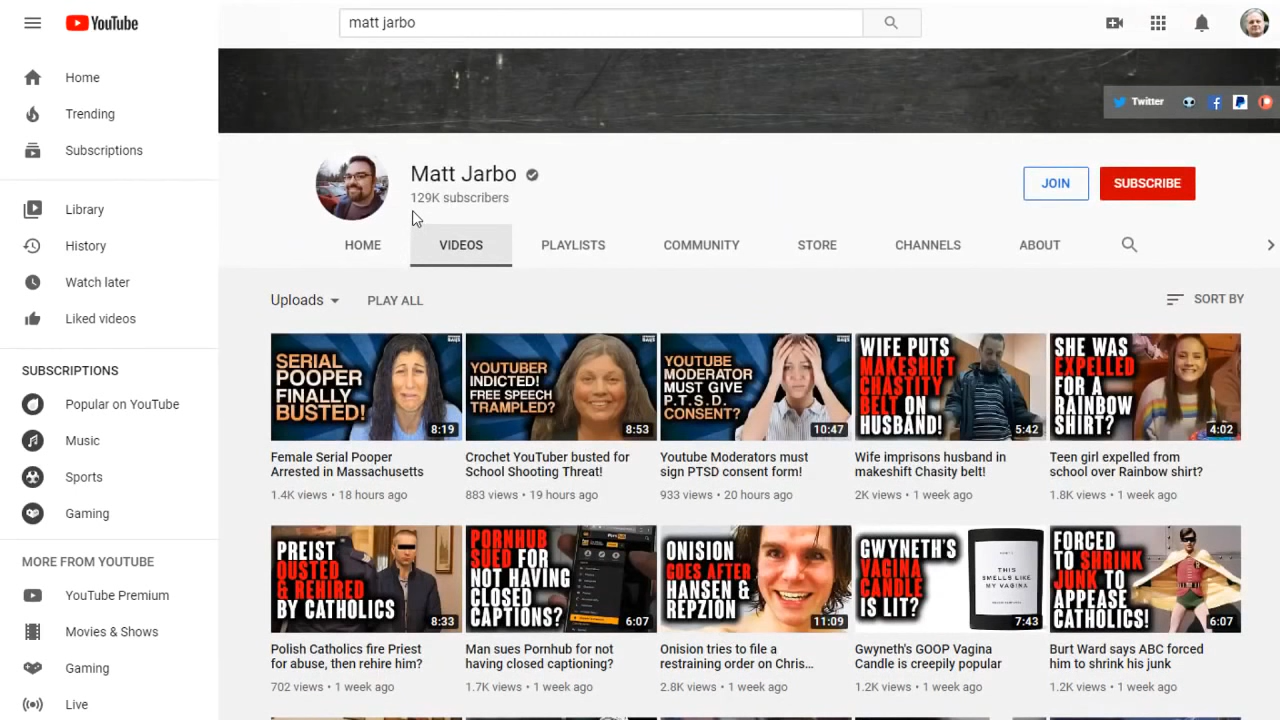 YouTube
matt jarbo
Home
Trending
Subscriptions
Library
History
Watch later
Liked videos
SUBSCRIPTIONS
Popular on YouTube
Music
Sports
Gaming
MORE FROM YOUTUBE
YouTube Premium
Movies & Shows
Gaming
Live
Twitter
Matt Jarbo
129K subscribers
JOIN
SUBSCRIBE
HOME
VIDEOS
PLAYLISTS
COMMUNITY
STORE
CHANNELS
ABOUT
Uploads
PLAY ALL
SORT BY
SERIAL
POOPER
FINALLY
BUSTED!
8:19
Female Serial Pooper
Arrested in Massachusetts
1.4K views • 18 hours ago
YOUTUBER
INDICTED!
FREE SPEECH
TRAMPLED?
8:53
Crochet YouTuber busted for
School Shooting Threat!
883 views • 19 hours ago
YOUTUBE
MODERATOR
MUST GIVE
P.T.S.D.
CONSENT?
10:47
Youtube Moderators must
sign PTSD consent form!
933 views • 20 hours ago
WIFE PUTS
MAKESHIFT
CHASTITY
BELT ON
HUSBAND!
5:42
Wife imprisons husband in
makeshift Chasity belt!
2K views • 1 week ago
SHE WAS
EXPELLED
FOR A
RAINBOW
SHIRT?
4:02
Teen girl expelled from
school over Rainbow shirt?
1.8K views • 1 week ago
PREIST
OUSTED
& REHIRED
BY CATHOLICS
8:33
Polish Catholics fire Priest
for abuse, then rehire him?
702 views • 1 week ago
PORNHUB
SUED FOR
NOT HAVING
CLOSED
CAPTIONS?
6:07
Man sues Pornhub for not
having closed captioning?
1.7K views • 1 week ago
ONISION
GOES AFTER
HANSEN &
REPZION
11:09
Onision tries to file a
restraining order on Chris...
2.8K views • 1 week ago
GWYNETH'S
VAGINA
CANDLE
IS LIT?
THIS
SMELLS LIKE
MY VAGINA
7:43
Gwyneth's GOOP Vagina
Candle is creepily popular
1.2K views • 1 week ago
FORCED
TO SHRINK
JUNK TO
APPEASE
CATHOLICS!
6:07
Burt Ward says ABC forced
him to shrink his junk
1.2K views • 1 week ago